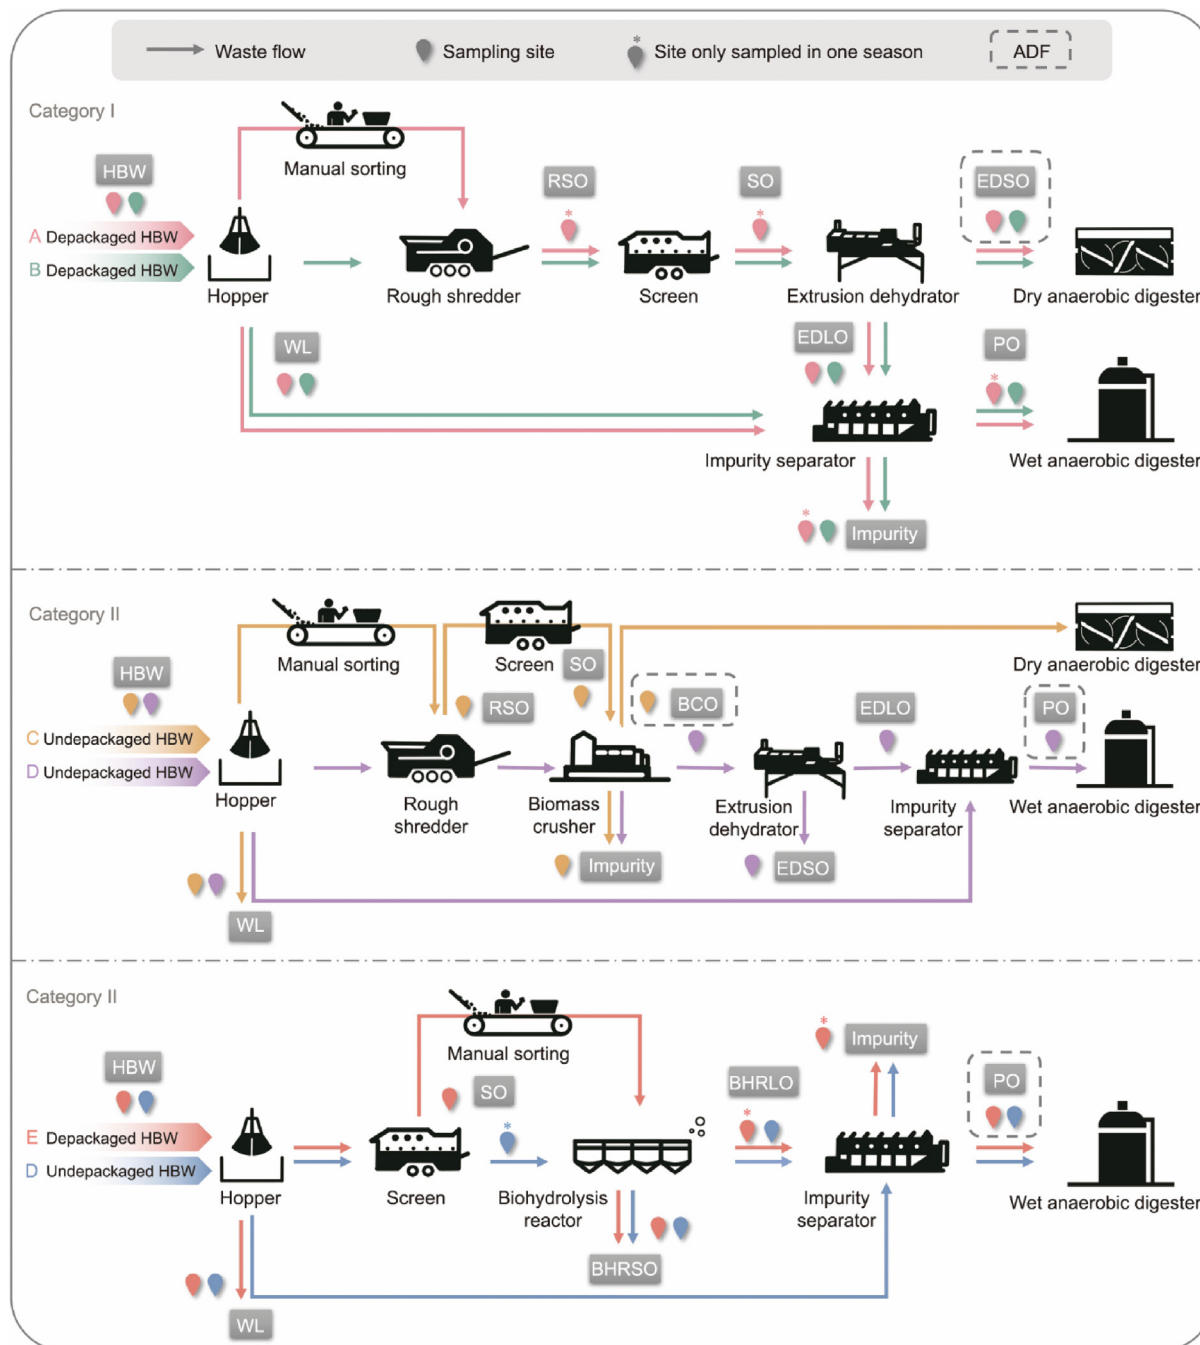 Waste flow
Sampling site
* Site only sampled in one season
ADF
Category I
Manual sorting
HBW
RSO
SO
EDSO
*
*
A Depackaged HBW
B Depackaged HBW
Hopper
Rough shredder
Screen
Extrusion dehydrator
Dry anaerobic digester
WL
EDLO
PO
*
Impurity separator
Wet anaerobic digester
*
Impurity
Category II
Manual sorting
Screen
SO
Dry anaerobic digester
HBW
RSO
BCO
EDLO
PO
C Undepackaged HBW
D Undepackaged HBW
Hopper
Rough
shredder
Biomass
crusher
Extrusion
dehydrator
Impurity
separator
Wet anaerobic digester
Impurity
EDSO
WL
Category II
Manual sorting
*
Impurity
HBW
SO
BHRLO
PO
*
*
E Depackaged HBW
D Undepackaged HBW
Hopper
Screen
Biohydrolysis
reactor
Impurity
separator
Wet anaerobic digester
BHRSO
WL